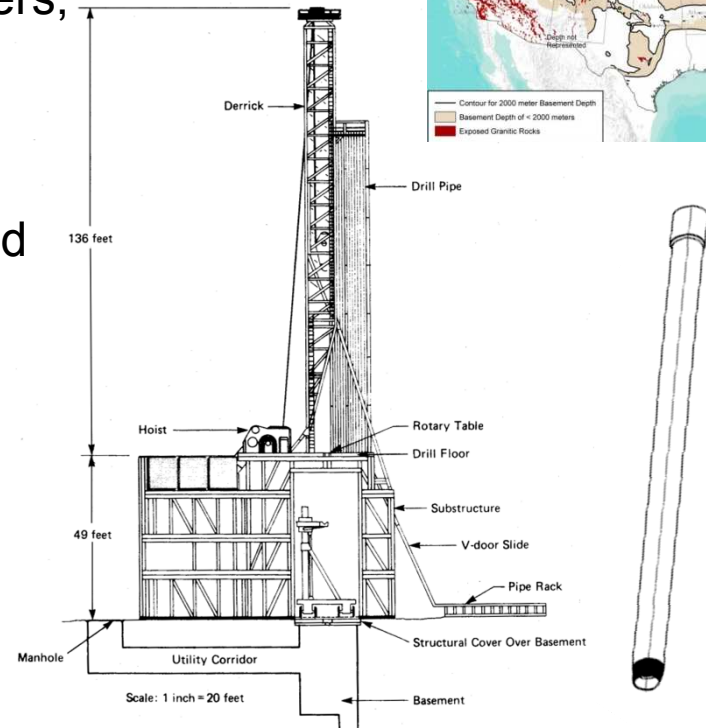 ers,
d
Depth not
Represented
Contour for 2000 meter Basement Depth
Basement Depth of < 2000 meters
Exposed Granitic Rocks
Derrick
Drill Pipe
136 feet
Hoist
Rotary Table
Drill Floor
Substructure
49 feet
V-door Slide
Pipe Rack
Structural Cover Over Basement
Manhole
Utility Corridor
Scale: 1 inch = 20 feet
Basement